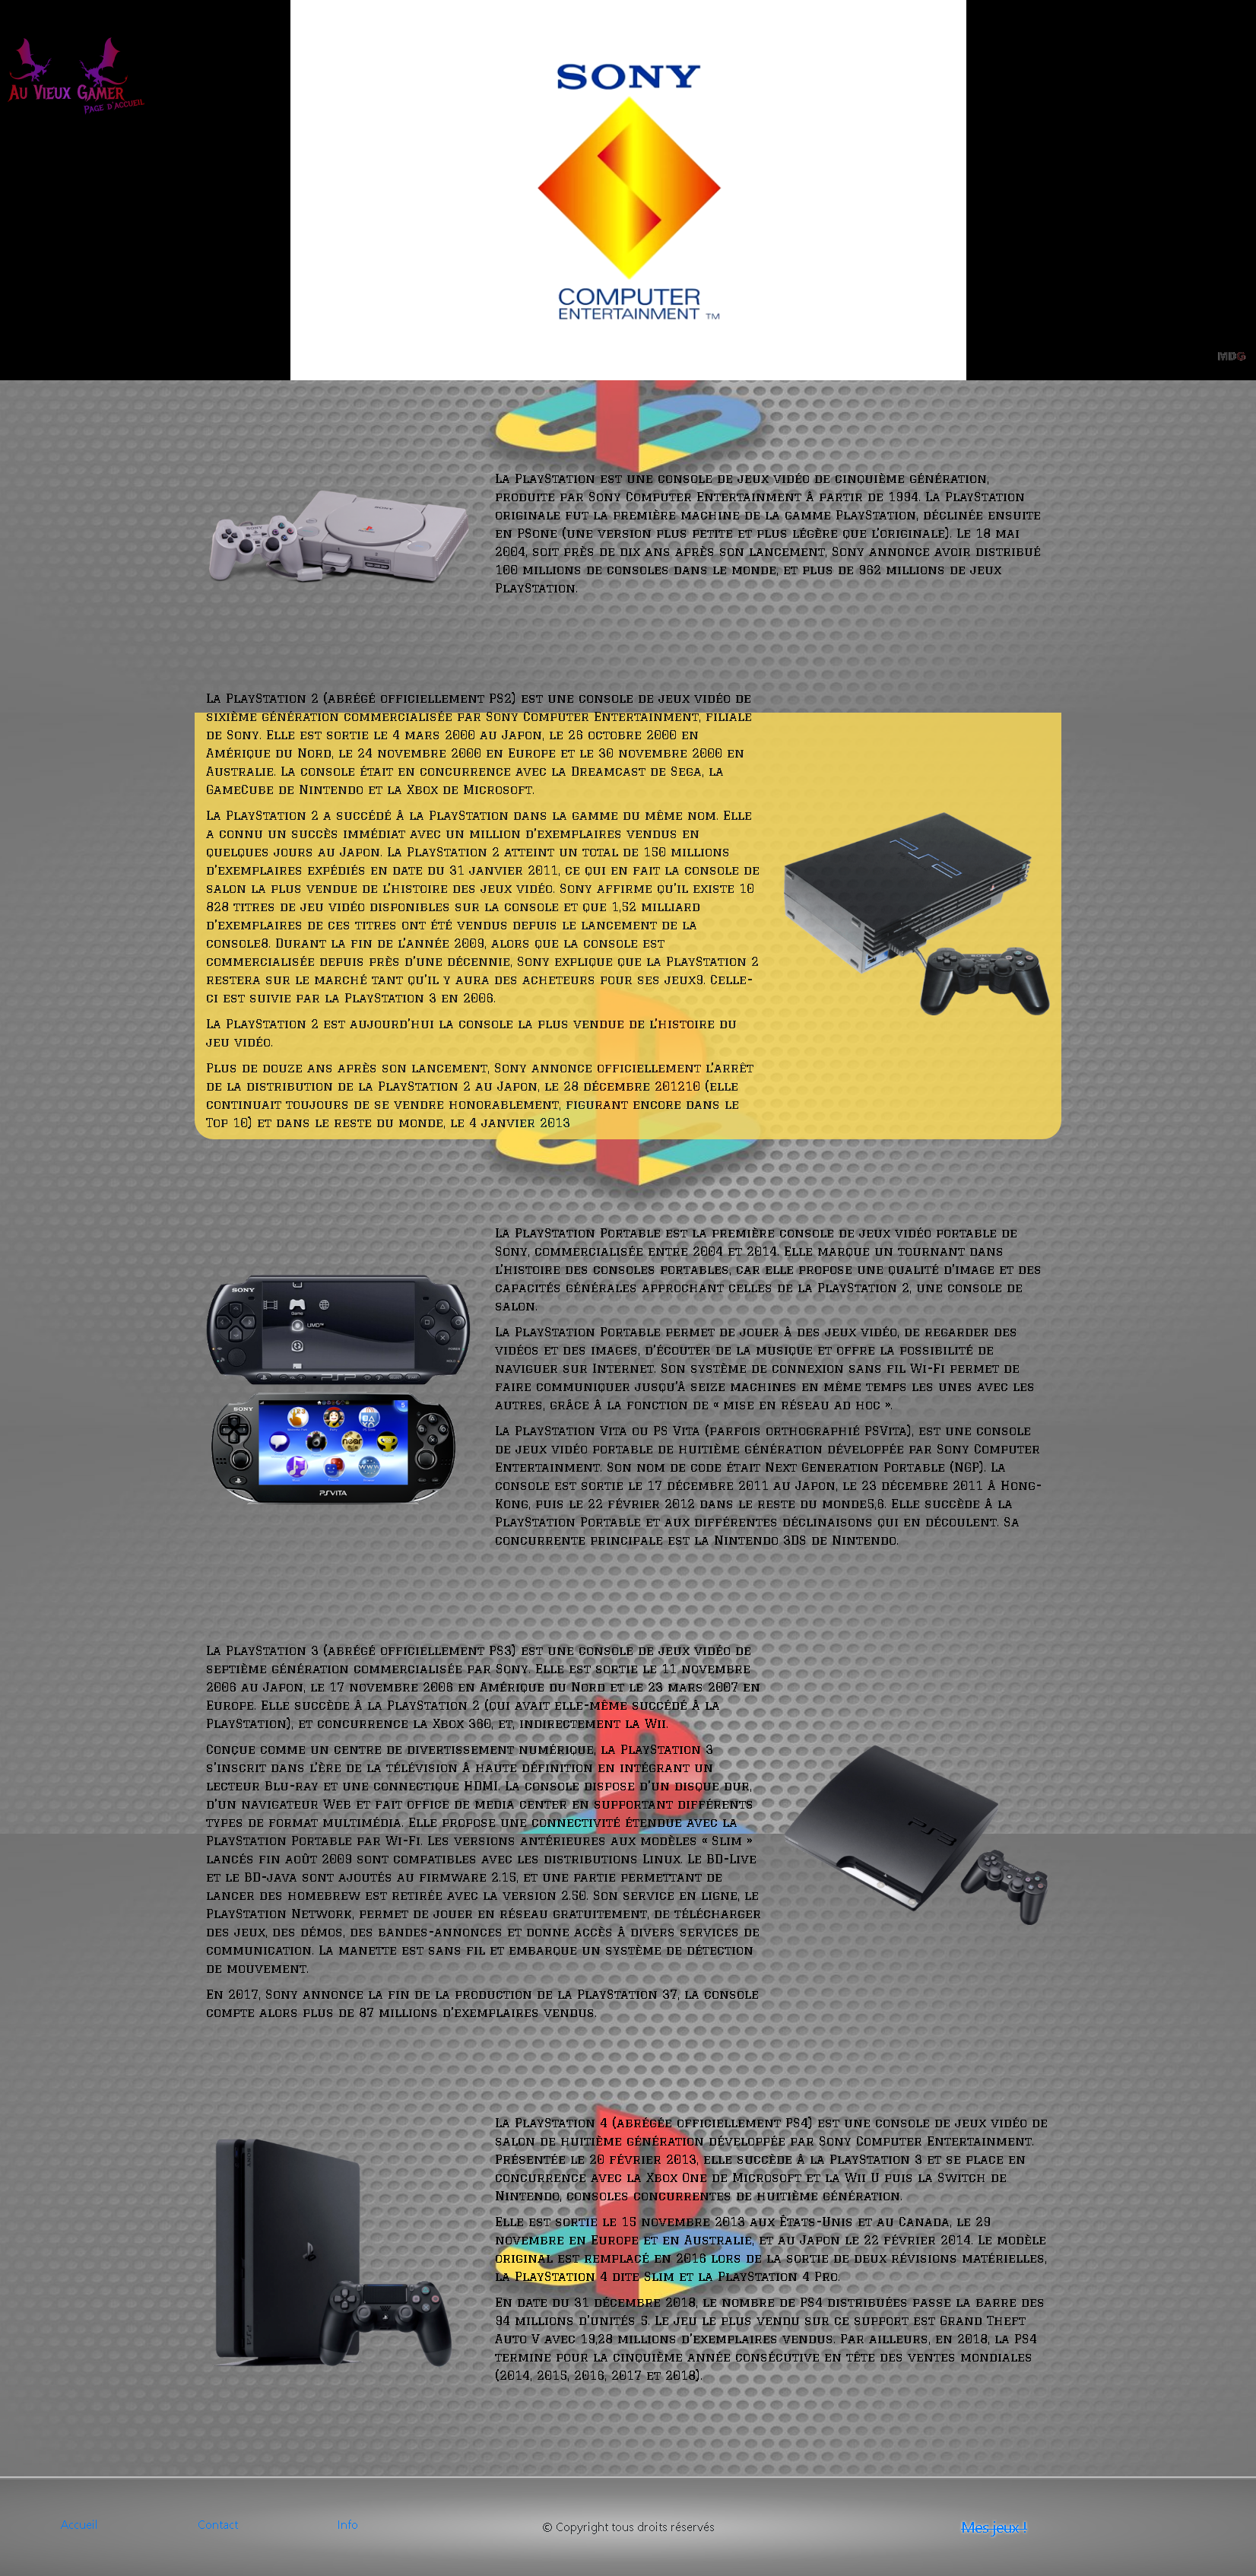 Au Vieux Gamer
Page d'accueil
SONY
COMPUTER
ENTERTAINMENT TM
MDG
La PlayStation est une console de jeux vidéo de cinquième génération,
produite par Sony Computer Entertainment à partir de 1994. La PlayStation
originale fut la première machine de la gamme PlayStation, déclinée ensuite
en PSone (une version plus petite et plus légère que l'originale). Le 18 mai
2004, soit près de dix ans après son lancement, Sony annonce avoir distribué
100 millions de consoles dans le monde, et plus de 962 millions de jeux
PlayStation.
La PlayStation 2 (abrégé officiellement PS2) est une console de jeux vidéo de
sixième génération commercialisée par Sony Computer Entertainment, filiale
de Sony. Elle est sortie le 4 mars 2000 au Japon, le 26 octobre 2000 en
Amérique du Nord, le 24 novembre 2000 en Europe et le 30 novembre 2000 en
Australie. La console était en concurrence avec la Dreamcast de Sega, la
GameCube de Nintendo et la Xbox de Microsoft.
La PlayStation 2 a succédé à la PlayStation dans la gamme du même nom. Elle
a connu un succès immédiat avec un million d'exemplaires vendus en
quelques jours au Japon. La PlayStation 2 atteint un total de 150 millions
d'exemplaires expédiés en date du 31 janvier 2011, ce qui en fait la console de
salon la plus vendue de l'histoire des jeux vidéo. Sony affirme qu'il existe 10
828 titres de jeu vidéo disponibles sur la console et que 1,52 milliard
d'exemplaires de ces titres ont été vendus depuis le lancement de la
console8. Durant la fin de l'année 2009, alors que la console est
commercialisée depuis près d'une décennie, Sony explique que la PlayStation 2
restera sur le marché tant qu'il y aura des acheteurs pour ses jeux9. Celle-
ci est suivie par la PlayStation 3 en 2006.
La PlayStation 2 est aujourd'hui la console la plus vendue de l'histoire du
jeu vidéo.
Plus de douze ans après son lancement, Sony annonce officiellement l'arrêt
de la distribution de la PlayStation 2 au Japon, le 28 décembre 201210 (elle
continuait toujours de se vendre honorablement, figurant encore dans le
Top 10) et dans le reste du monde, le 4 janvier 2013
PS2
La PlayStation Portable est la première console de jeux vidéo portable de
Sony, commercialisée entre 2004 et 2014. Elle marque un tournant dans
l'histoire des consoles portables, car elle propose une qualité d'image et des
capacités générales approchant celles de la PlayStation 2, une console de
salon.
La PlayStation Portable permet de jouer à des jeux vidéo, de regarder des
vidéos et des images, d'écouter de la musique et offre la possibilité de
naviguer sur Internet. Son système de connexion sans fil Wi-Fi permet de
faire communiquer jusqu'à seize machines en même temps les unes avec les
autres, grâce à la fonction de « mise en réseau ad hoc ».
La PlayStation Vita ou PS Vita (parfois orthographié PSVita), est une console
de jeux vidéo portable de huitième génération développée par Sony Computer
Entertainment. Son nom de code était Next Generation Portable (NGP). La
console est sortie le 17 décembre 2011 au Japon, le 23 décembre 2011 à Hong-
Kong, puis le 22 février 2012 dans le reste du monde5,6. Elle succède à la
PlayStation Portable et aux différentes déclinaisons qui en découlent. Sa
concurrente principale est la Nintendo 3DS de Nintendo.
SONY
Game
UMD™
PSP
PSVITA
La PlayStation 3 (abrégé officiellement PS3) est une console de jeux vidéo de
septième génération commercialisée par Sony. Elle est sortie le 11 novembre
2006 au Japon, le 17 novembre 2006 en Amérique du Nord et le 23 mars 2007 en
Europe. Elle succède à la PlayStation 2 (qui avait elle-même succédé à la
PlayStation), et concurrence la Xbox 360, et, indirectement la Wii.
Conçue comme un centre de divertissement numérique, la PlayStation 3
s'inscrit dans l'ère de la télévision à haute définition en intégrant un
lecteur Blu-ray et une connectique HDMI. La console dispose d'un disque dur,
d'un navigateur Web et fait office de media center en supportant différents
types de format multimédia. Elle propose une connectivité étendue avec la
PlayStation Portable par Wi-Fi. Les versions antérieures aux modèles « Slim »
lancés fin août 2009 sont compatibles avec les distributions Linux. Le BD-Live
et le BD-java sont ajoutés au firmware 2.15, et une partie permettant de
lancer des homebrew est retirée avec la version 2.50. Son service en ligne, le
PlayStation Network, permet de jouer en réseau gratuitement, de télécharger
des jeux, des démos, des bandes-annonces et donne accès à divers services de
communication. La manette est sans fil et embarque un système de détection
de mouvement.
En 2017, Sony annonce la fin de la production de la PlayStation 37, la console
compte alors plus de 87 millions d'exemplaires vendus.
PS3
La PlayStation 4 (abrégée officiellement PS4) est une console de jeux vidéo de
salon de huitième génération développée par Sony Computer Entertainment.
Présentée le 20 février 2013, elle succède à la PlayStation 3 et se place en
concurrence avec la Xbox One de Microsoft et la Wii U puis la Switch de
Nintendo, consoles concurrentes de huitième génération.
Elle est sortie le 15 novembre 2013 aux États-Unis et au Canada, le 29
novembre en Europe et en Australie, et au Japon le 22 février 2014. Le modèle
original est remplacé en 2016 lors de la sortie de deux révisions matérielles,
la PlayStation 4 dite Slim et la PlayStation 4 Pro.
En date du 31 décembre 2018, le nombre de PS4 distribuées passe la barre des
94 millions d'unités 5. Le jeu le plus vendu sur ce support est Grand Theft
Auto V avec 19,28 millions d'exemplaires vendus. Par ailleurs, en 2018, la PS4
termine pour la cinquième année consécutive en tête des ventes mondiales
(2014, 2015, 2016, 2017 et 2018).
Accueil
Contact
Info
© Copyright tous droits réservés
Mes jeux !